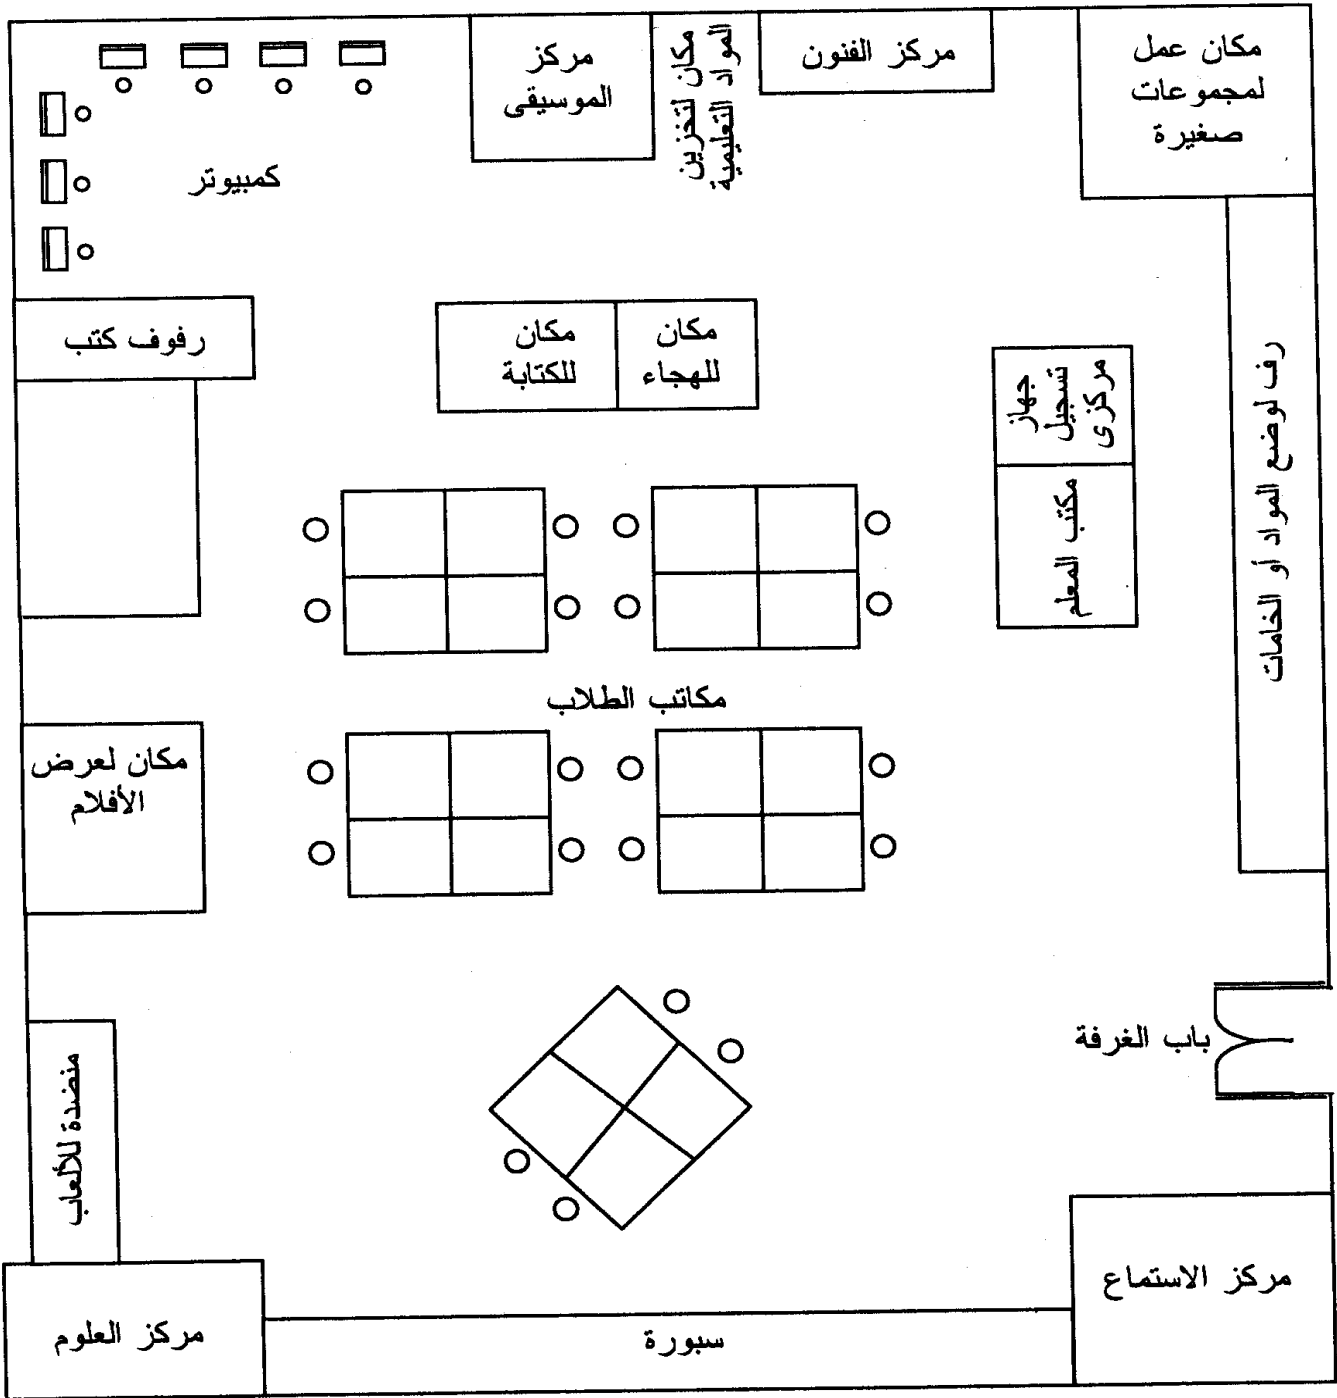 مكان عمل
لمجموعات
صغيرة
مركز الفنون
مكان لتخزين
المواد التعليمية
مركز
الموسيقى
كمبيوتر
رفوف كتب
مكان
للهجاء
مكان
للكتابة
جهاز
تسجيل
مركزى
مكتب المعلم
رف لوضع المواد أو الخامات
مكاتب الطلاب
مكان لعرض
الأفلام
باب الغرفة
منضدة للألعاب
مركز الاستماع
سبورة
مركز العلوم